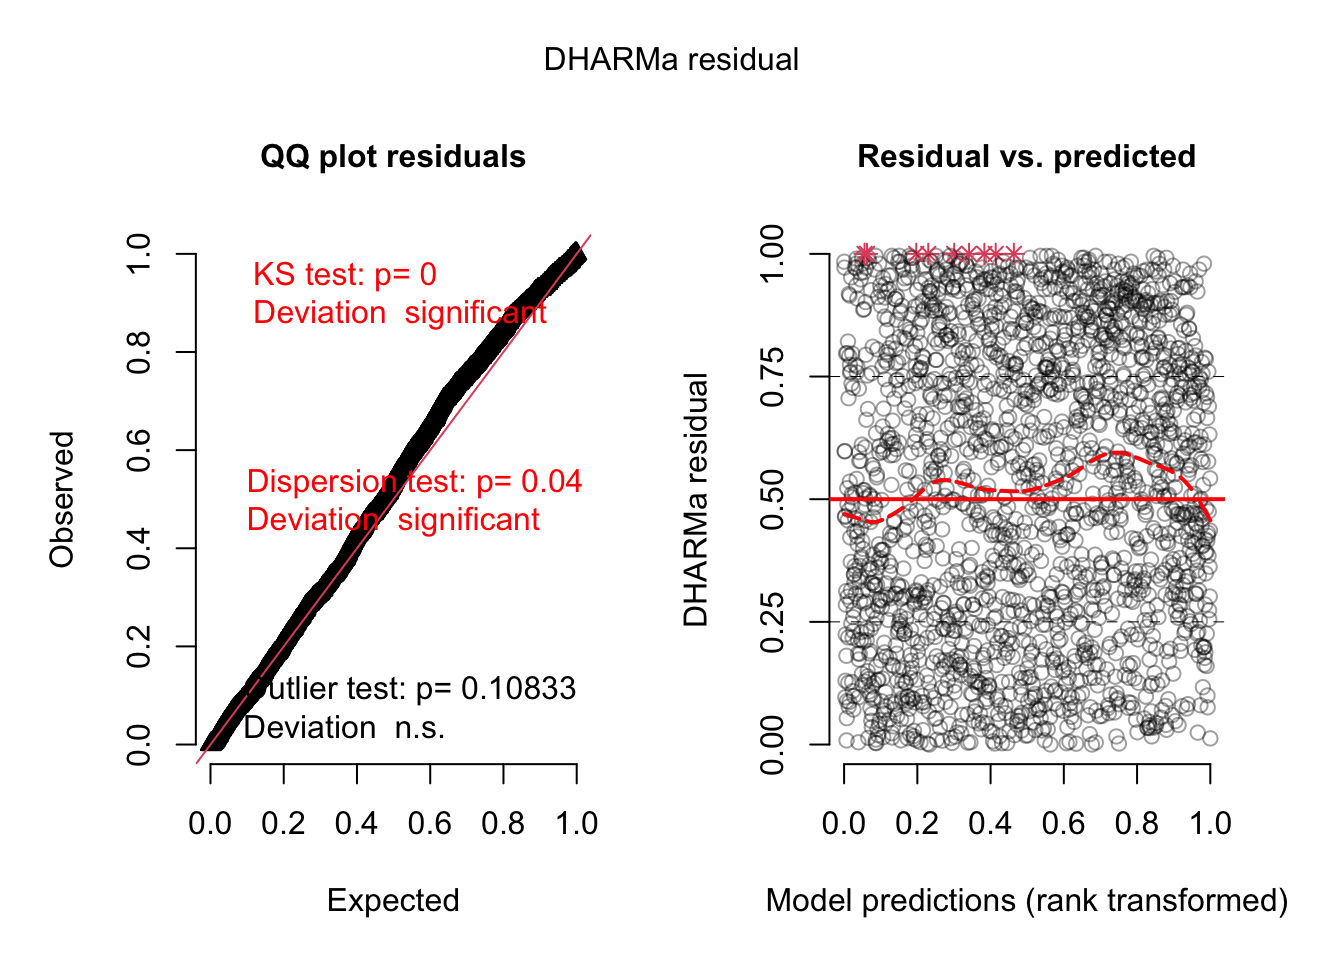 DHARMa residual
QQ plot residuals
KS test: p= 0
Deviation  significant
Dispersion test: p= 0.04
Deviation  significant
utlier test: p= 0.10833
Deviation  n.s.
Observed
0.0 0.2 0.4 0.6 0.8 1.0
0.0 0.2 0.4 0.6 0.8 1.0
Expected
Residual vs. predicted
DHARMa residual
0.00 0.25 0.50 0.75 1.00
0.0 0.2 0.4 0.6 0.8 1.0
Model predictions (rank transformed)